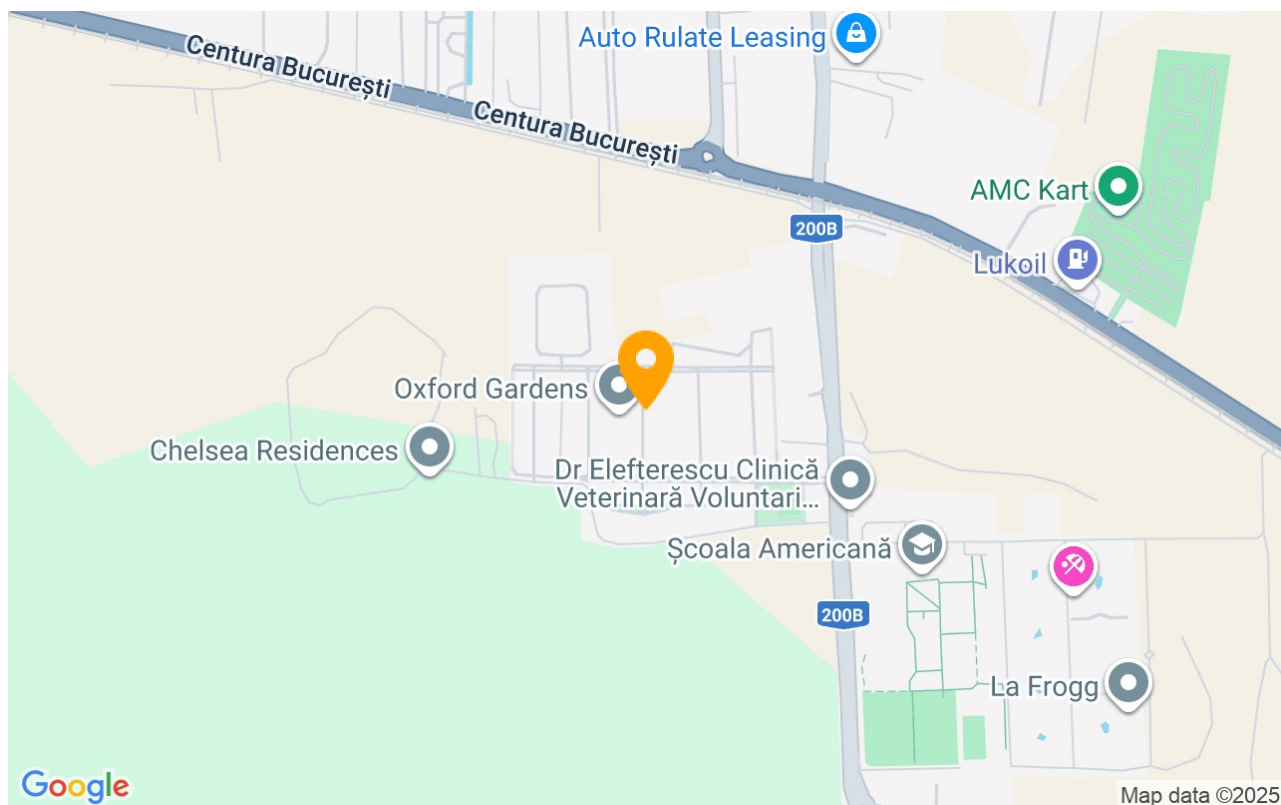 Auto Rulate Leasing
Centura București
Centura București
AMC Kart
200B
Lukoil
Oxford Gardens
Chelsea Residences
Dr Elefterescu Clinică
Veterinară Voluntari...
Școala Americană
200B
La Frogg
Google
Map data ©2025